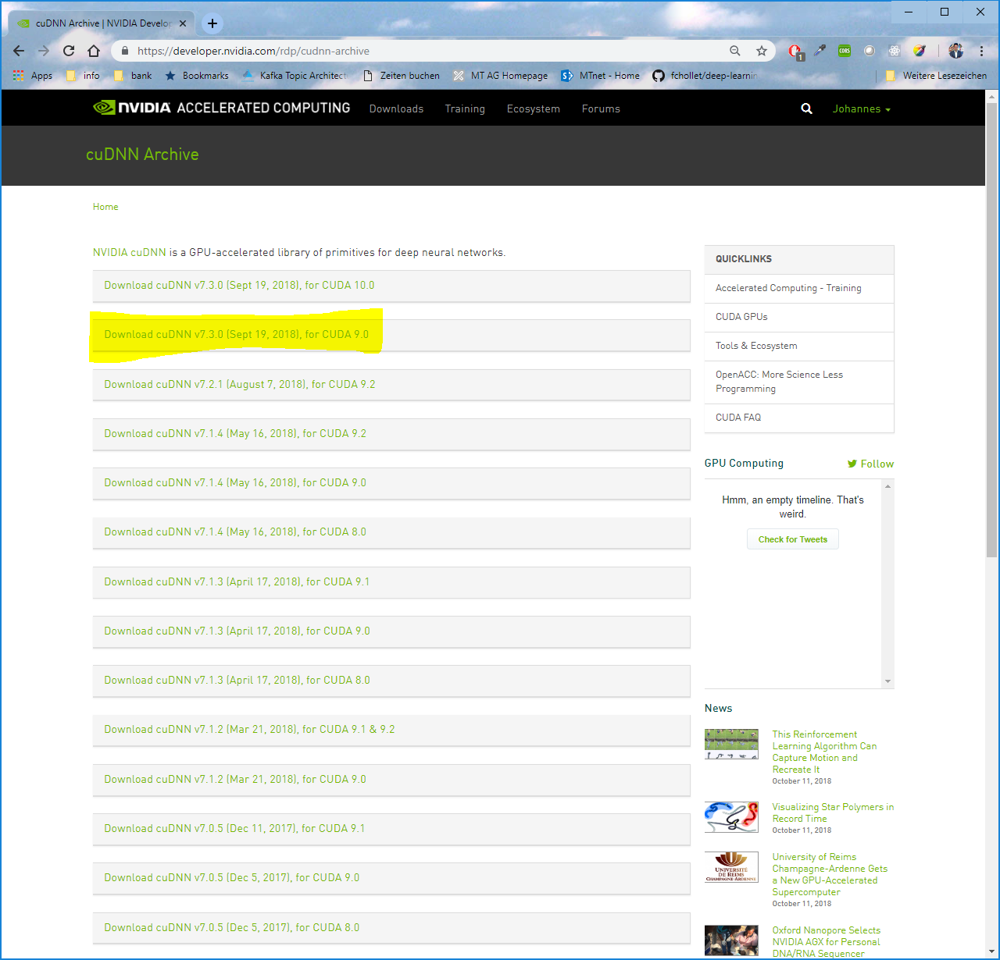 cuDNN Archive | NVIDIA Develop
https://developer.nvidia.com/rdp/cudnn-archive
1
CORS
Apps
info
bank
Bookmarks
Kafka Topic Architect
Zeiten buchen
MT AG Homepage
MTnet - Home
fchollet/deep-learnin
Weitere Lesezeichen
NVIDIA ACCELERATED COMPUTING
Downloads
Training
Ecosystem
Forums
Johannes
cuDNN Archive
Home
NVIDIA cuDNN is a GPU-accelerated library of primitives for deep neural networks.
Download cuDNN v7.3.0 (Sept 19, 2018), for CUDA 10.0
Download cuDNN v7.3.0 (Sept 19, 2018), for CUDA 9.0
Download cuDNN v7.2.1 (August 7, 2018), for CUDA 9.2
Download cuDNN v7.1.4 (May 16, 2018), for CUDA 9.2
Download cuDNN v7.1.4 (May 16, 2018), for CUDA 9.0
Download cuDNN v7.1.4 (May 16, 2018), for CUDA 8.0
Download cuDNN v7.1.3 (April 17, 2018), for CUDA 9.1
Download cuDNN v7.1.3 (April 17, 2018), for CUDA 9.0
Download cuDNN v7.1.3 (April 17, 2018), for CUDA 8.0
Download cuDNN v7.1.2 (Mar 21, 2018), for CUDA 9.1 & 9.2
Download cuDNN v7.1.2 (Mar 21, 2018), for CUDA 9.0
Download cuDNN v7.0.5 (Dec 11, 2017), for CUDA 9.1
Download cuDNN v7.0.5 (Dec 5, 2017), for CUDA 9.0
Download cuDNN v7.0.5 (Dec 5, 2017), for CUDA 8.0
QUICKLINKS
Accelerated Computing - Training
CUDA GPUs
Tools & Ecosystem
OpenACC: More Science Less
Programming
CUDA FAQ
GPU Computing
Follow
Hmm, an empty timeline. That's
weird.
Check for Tweets
News
This Reinforcement
Learning Algorithm Can
Capture Motion and
Recreate It
October 11, 2018
Visualizing Star Polymers in
Record Time
October 11, 2018
UNIVERSITÉ
DE REIMS
CHAMPAGNE-ARDENNE
University of Reims
Champagne-Ardenne Gets
a New GPU-Accelerated
Supercomputer
October 11, 2018
Oxford Nanopore Selects
NVIDIA AGX for Personal
DNA/RNA Sequencer